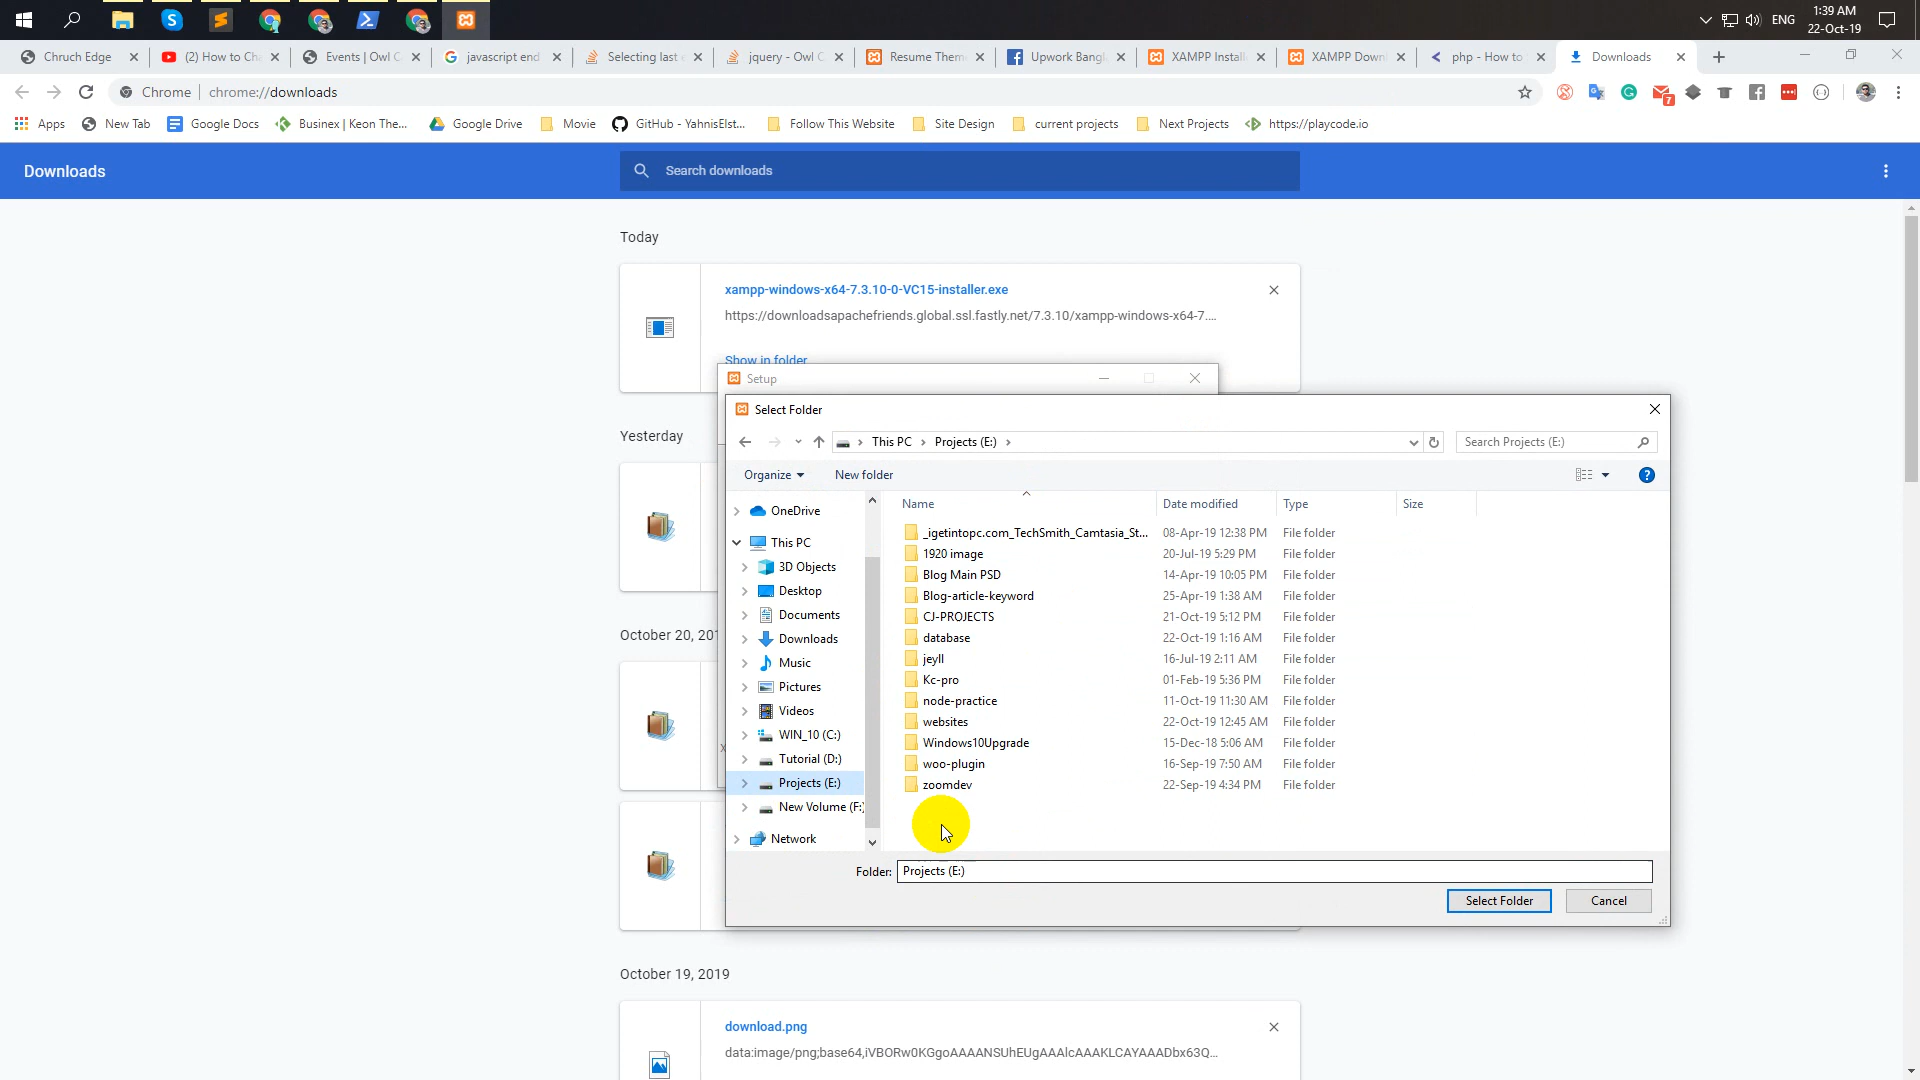 ENG
1:39 AM
22-Oct-19
Chruch Edge
(2) How to Cha
Events | Owl C
javascript end
Selecting last e
jquery - Owl C
Resume Them
Upwork Bangl
XAMPP Install
XAMPP Down
php - How to
Downloads
Chrome
chrome://downloads
7
Apps
New Tab
Google Docs
Businex | Keon The...
Google Drive
Movie
GitHub - YahnisElst...
Follow This Website
Site Design
current projects
Next Projects
https://playcode.io
Downloads
Search downloads
Today
xampp-windows-x64-7.3.10-0-VC15-installer.exe
https://downloadsapachefriends.global.ssl.fastly.net/7.3.10/xampp-windows-x64-7....
Show in folder
Setup
Select Folder
This PC
Projects (E:)
Search Projects (E:)
Yesterday
Organize
New folder
Name
Date modified
Type
Size
OneDrive
This PC
3D Objects
Desktop
Documents
Downloads
Music
Pictures
Videos
WIN_10 (C:)
Tutorial (D:)
Projects (E:)
New Volume (F:)
Network
_igetintopc.com_TechSmith_Camtasia_St... 08-Apr-19 12:38 PM File folder
1920 image 20-Jul-19 5:29 PM File folder
Blog Main PSD 14-Apr-19 10:05 PM File folder
Blog-article-keyword 25-Apr-19 1:38 AM File folder
CJ-PROJECTS 21-Oct-19 5:12 PM File folder
database 22-Oct-19 1:16 AM File folder
jeyll 16-Jul-19 2:11 AM File folder
Kc-pro 01-Feb-19 5:36 PM File folder
node-practice 11-Oct-19 11:30 AM File folder
websites 22-Oct-19 12:45 AM File folder
Windows10Upgrade 15-Dec-18 5:06 AM File folder
woo-plugin 16-Sep-19 7:50 AM File folder
zoomdev 22-Sep-19 4:34 PM File folder
October 20, 201
Folder: Projects (E:)
Select Folder
Cancel
October 19, 2019
download.png
data:image/png;base64,iVBORw0KGgoAAAANSUhEUgAAAlcAAAKLCAYAAADbx63Q...